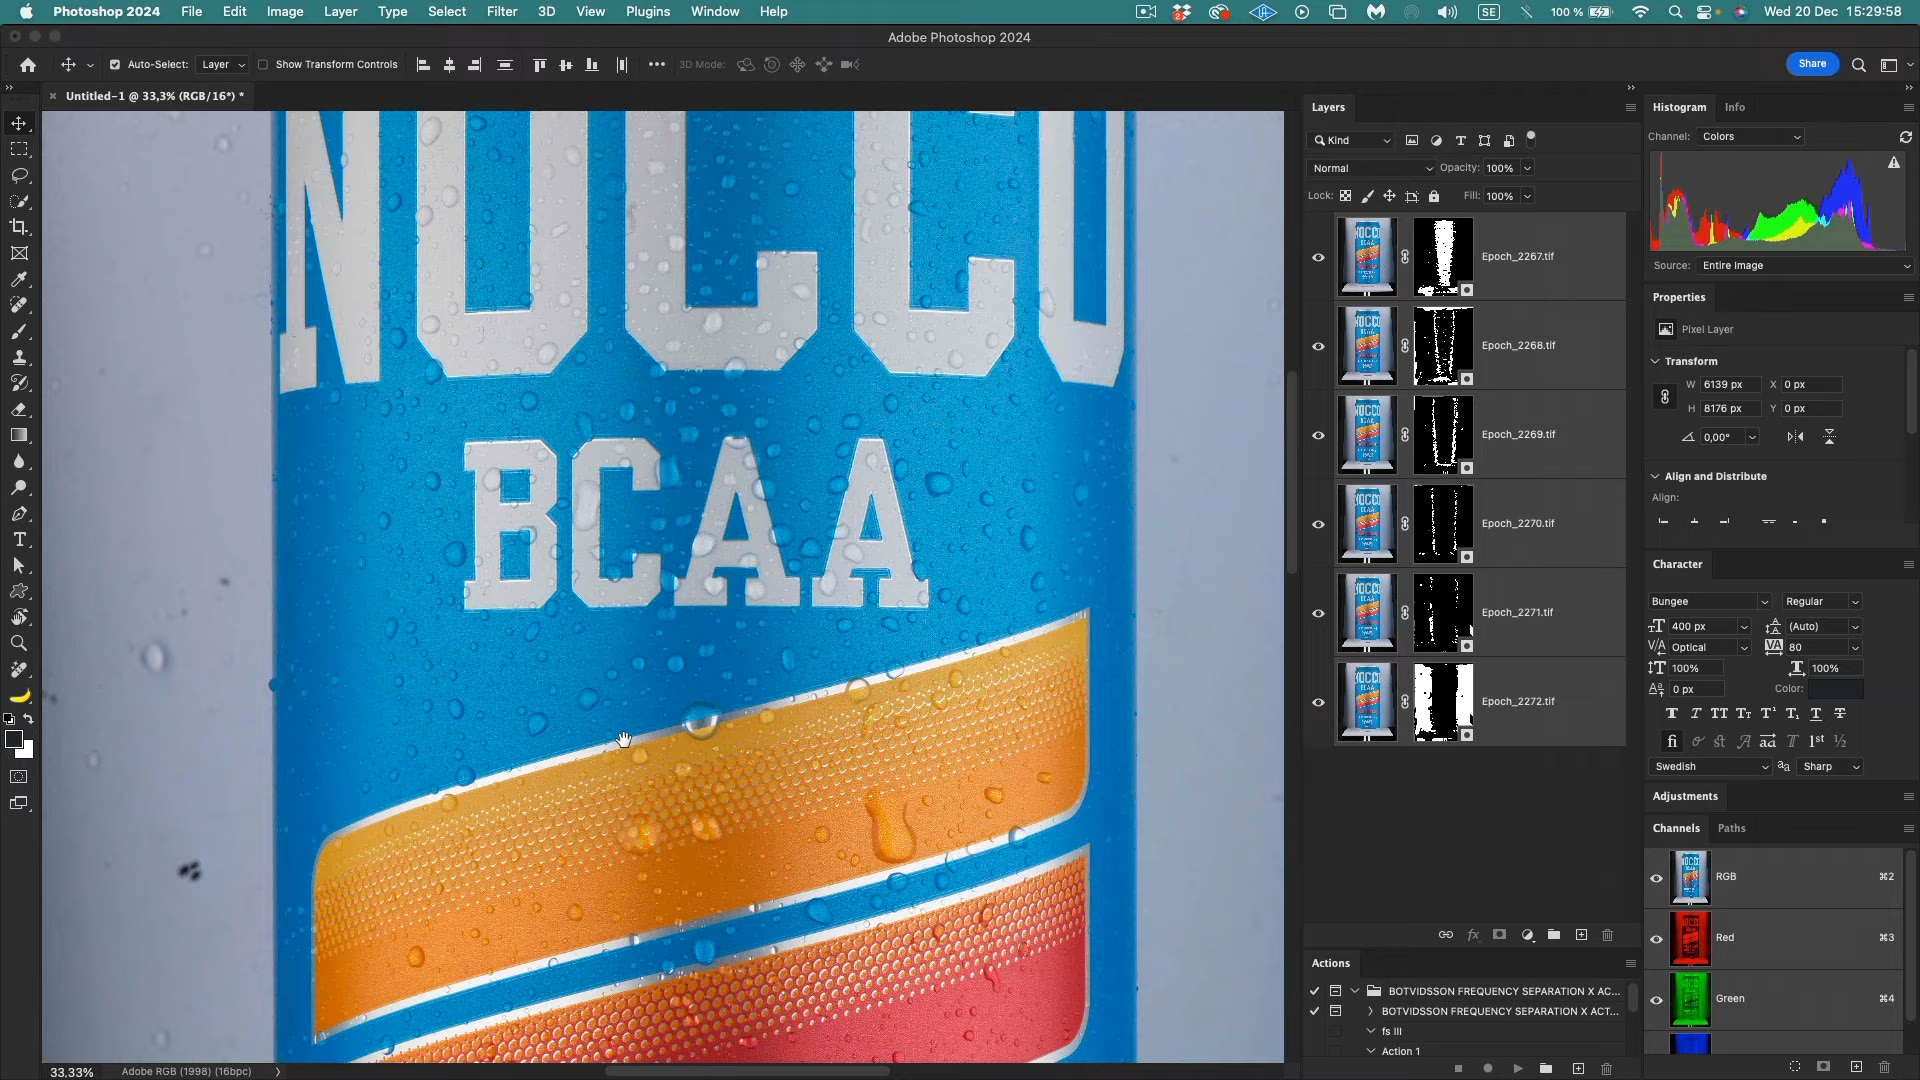 Photoshop 2024 File Edit Image Layer Type Select Filter 3D View Plugins Window Help 2 SE 100 % Wed 20 Dec 15:29:58
Adobe Photoshop 2024
Auto-Select: Layer Show Transform Controls 3D Mode: Share
Untitled-1 @ 33,3% (RGB/16*) *
NOCCO
BCAA
33,33% Adobe RGB (1998) (16bpc)
Layers
Kind
Normal Opacity: 100%
Lock: Fill: 100%
Epoch_2267.tif
Epoch_2268.tif
Epoch_2269.tif
Epoch_2270.tif
Epoch_2271.tif
Epoch_2272.tif
fx
Actions
BOTVIDSSON FREQUENCY SEPARATION X AC...
BOTVIDSSON FREQUENCY SEPARATION X ACT...
fs III
Action 1
Histogram Info
Channel: Colors
Source: Entire Image
Properties
Pixel Layer
Transform
W 6139 px X 0 px
H 8176 px Y 0 px
0,00°
Align and Distribute
Align:
Character
Bungee Regular
400 px (Auto)
Optical 80
100% 100%
0 px Color:
Swedish Sharp
Adjustments
Channels Paths
RGB ⌘2
Red ⌘3
Green ⌘4